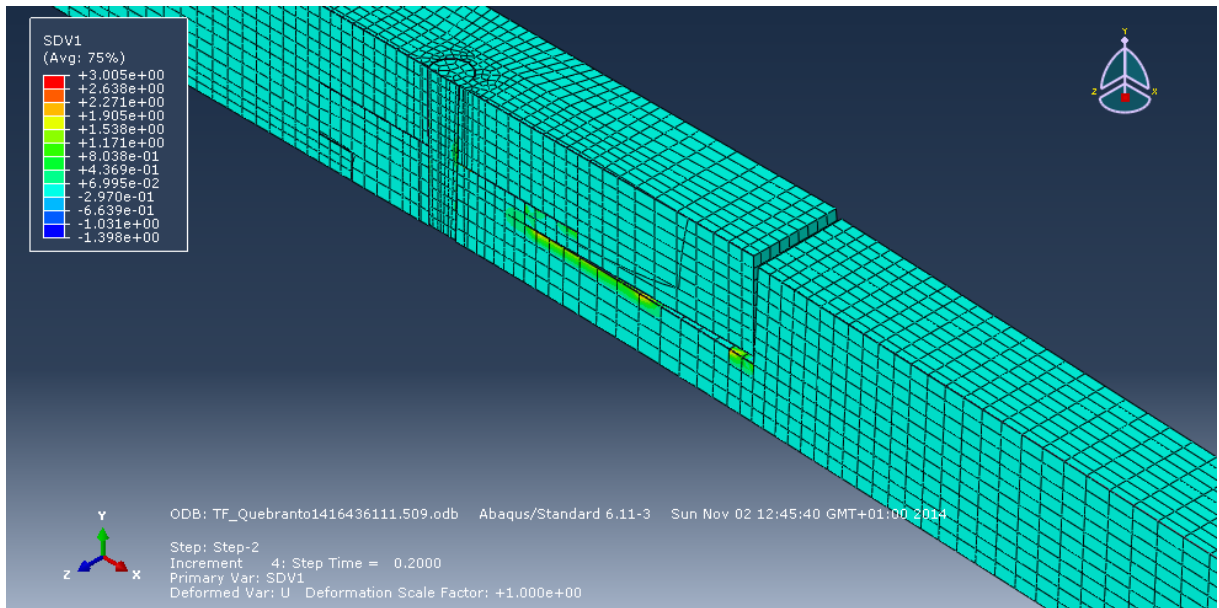 SDV1
(Avg: 75%)
+3.005e+00
+2.638e+00
+2.271e+00
+1.905e+00
+1.538e+00
+1.171e+00
+8.038e-01
+4.369e-01
+6.995e-02
-2.970e-01
-6.639e-01
-1.031e+00
-1.398e+00
Y
Z X
Y
Z X
ODB: TF_Quebranto1416436111.509.odb Abaqus/Standard 6.11-3 Sun Nov 02 12:45:40 GMT+01:00 2014
Step: Step-2
Increment 4: Step Time = 0.2000
Primary Var: SDV1
Deformed Var: U Deformation Scale Factor: +1.000e+00